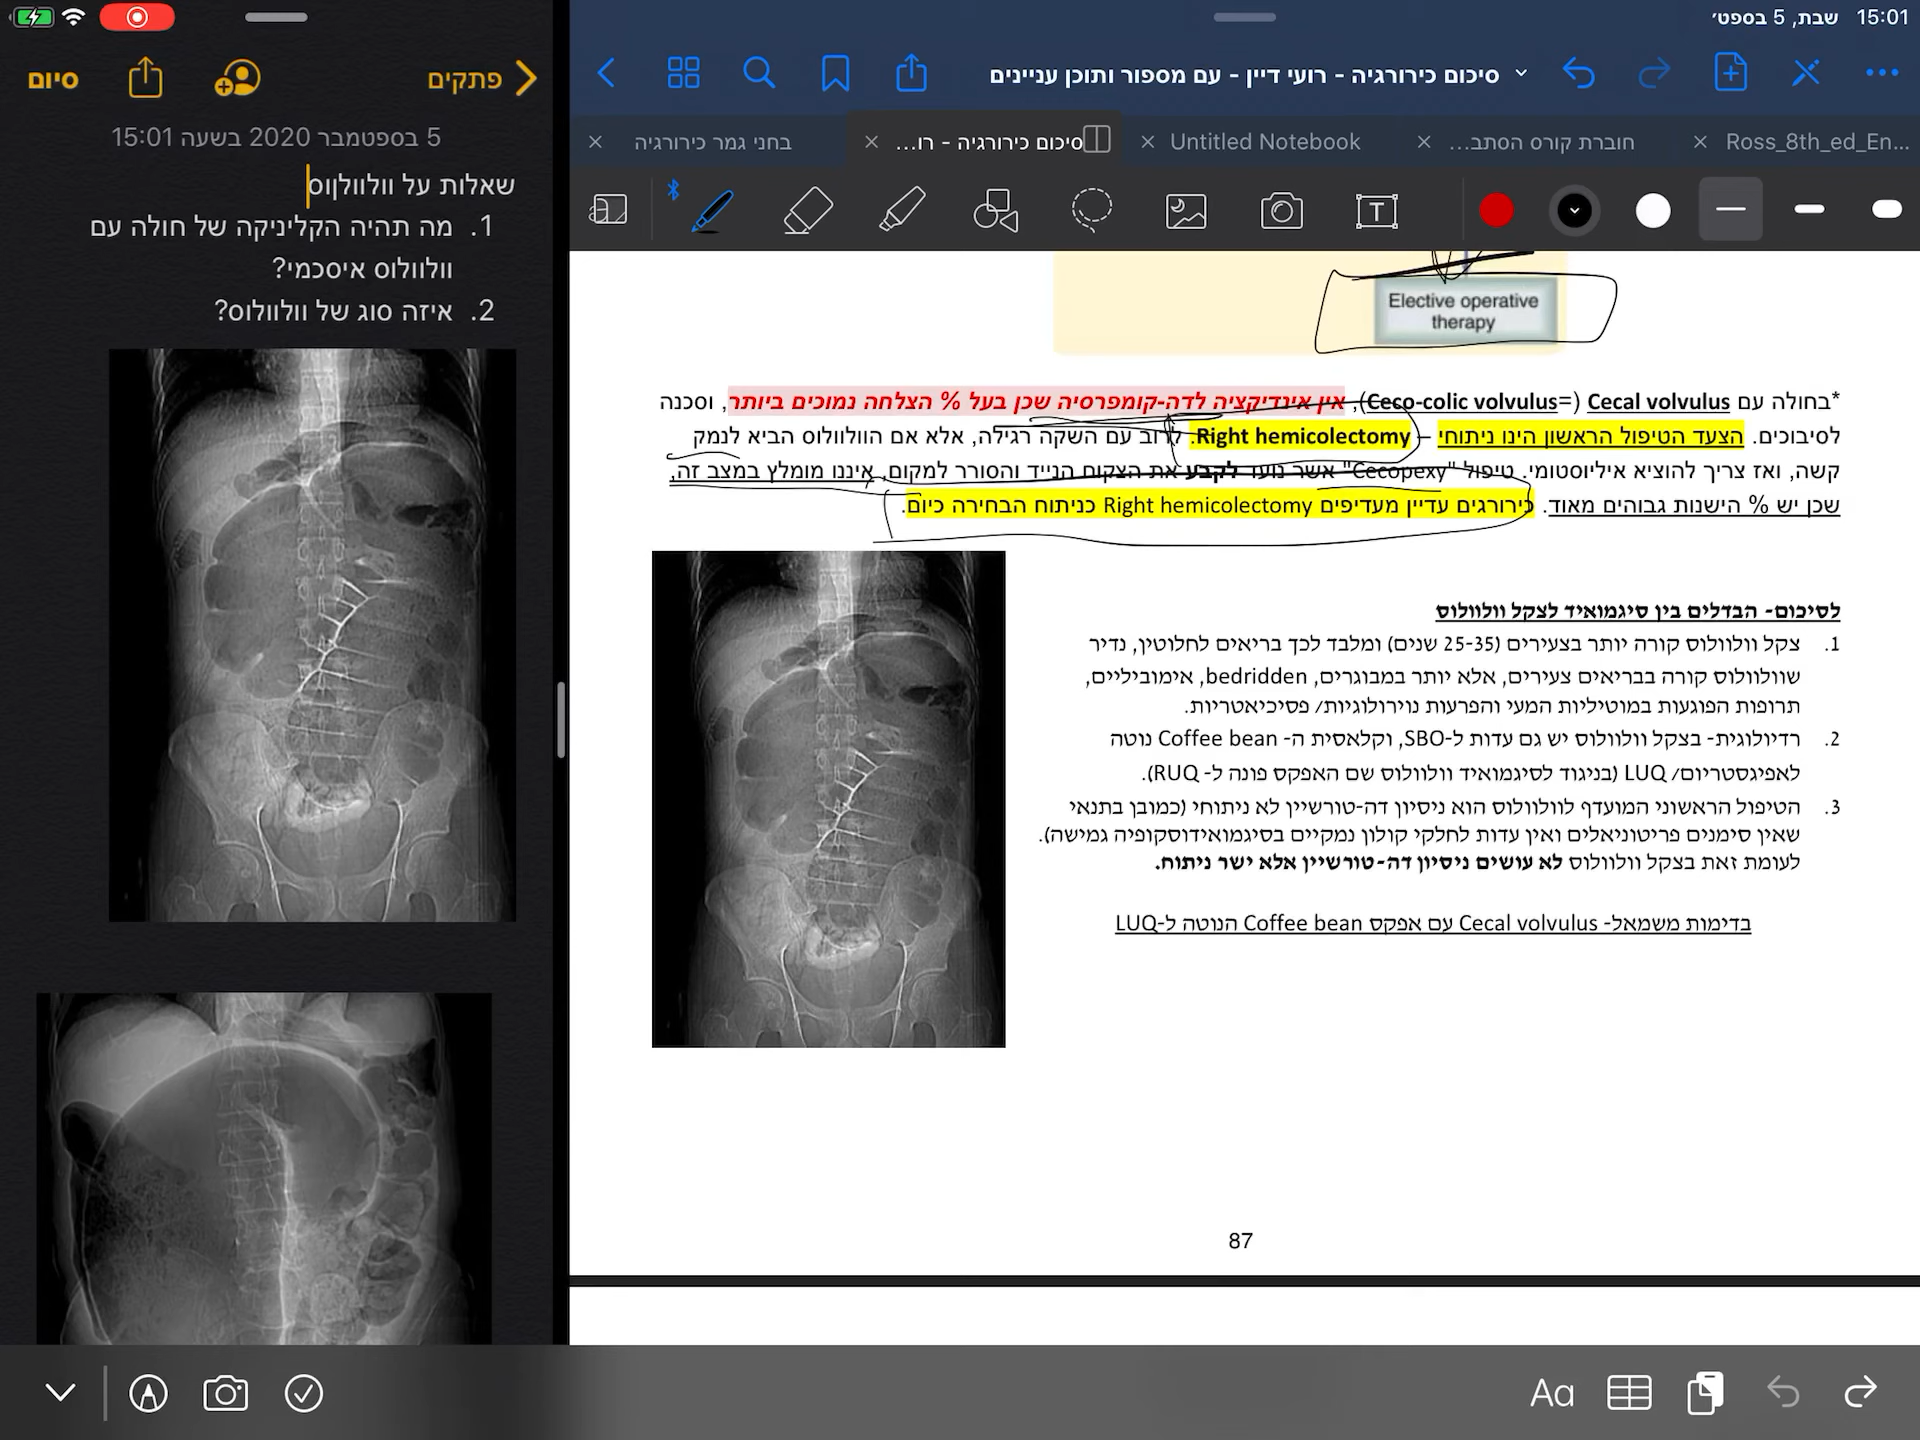 שבת, 5 בספט׳ 15:01
סיום
פתקים
5 בספטמבר 2020 בשעה 15:01
שאלות על וולוולןוס
1. מה תהיה הקליניקה של חולה עם
וולוולוס איסכמי?
2. איזה סוג של וולוולוס?
סיכום כירורגיה - רועי דיין - עם מספור ותוכן עניינים
בחני גמר כירורגיה
סיכום כירורגיה - רו...
Untitled Notebook
חוברת קורס הסתב...
Ross_8th_ed_En...
T
Elective operative
therapy
*בחולה עם Cecal volvulus (=Ceco-colic volvulus), אין אינדיקציה לדה-קומפרסיה שכן בעל % הצלחה נמוכים ביותר, וסכנה
לסיבוכים. הצעד הטיפול הראשון הינו ניתוחי – Right hemicolectomy. לרוב עם השקה רגילה, אלא אם הוולוולוס הביא לנמק
קשה, ואז צריך להוציא איליוסטומי. טיפול "Cecopexy" אשר נועד לקבע את הצקום הנייד והסורר למקום, איננו מומלץ במצב זה,
שכן יש % הישנות גבוהים מאוד. כירורגים עדיין מעדיפים Right hemicolectomy כניתוח הבחירה כיום.
לסיכום- הבדלים בין סיגמואיד לצקל וולוולוס
1. צקל וולוולוס קורה יותר בצעירים (25-35 שנים) ומלבד לכך בריאים לחלוטין, נדיר
שוולוולוס קורה בבריאים צעירים, אלא יותר במבוגרים, bedridden, אימוביליים,
תרופות הפוגעות במוטיליות המעי והפרעות נוירולוגיות/ פסיכיאטריות.
2. רדיולוגית- בצקל וולוולוס יש גם עדות ל-SBO, וקלאסית ה- Coffee bean נוטה
לאפיגסטריום/ LUQ (בניגוד לסיגמואיד וולוולוס שם האפקס פונה ל- RUQ).
3. הטיפול הראשוני המועדף לוולוולוס הוא ניסיון דה-טורשיין לא ניתוחי (כמובן בתנאי
שאין סימנים פריטוניאלים ואין עדות לחלקי קולון נמקיים בסיגמואידוסקופיה גמישה).
לעומת זאת בצקל וולוולוס לא עושים ניסיון דה-טורשיין אלא ישר ניתוח.
בדימות משמאל- Cecal volvulus עם אפקס Coffee bean הנוטה ל-LUQ
87
Aa